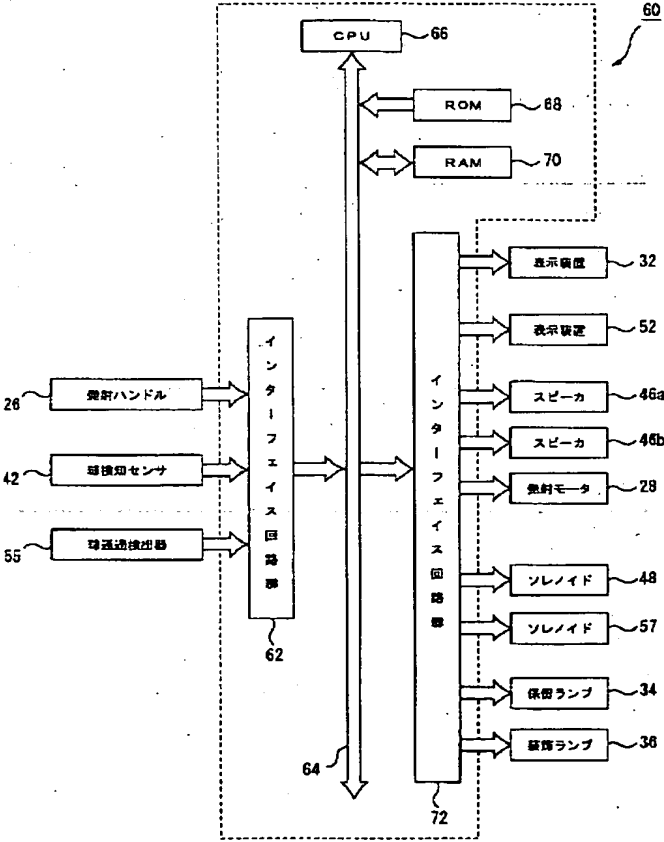 60
CPU
66
ROM
68
RAM
70
表示装置
32
表示装置
52
スピーカ
46a
スピーカ
46b
発射モータ
28
ソレノイド
48
ソレノイド
57
保留ランプ
34
装飾ランプ
36
インターフェイス回路群
72
インターフェイス回路群
62
64
発射ハンドル
26
球検知センサ
42
球通過検出器
55